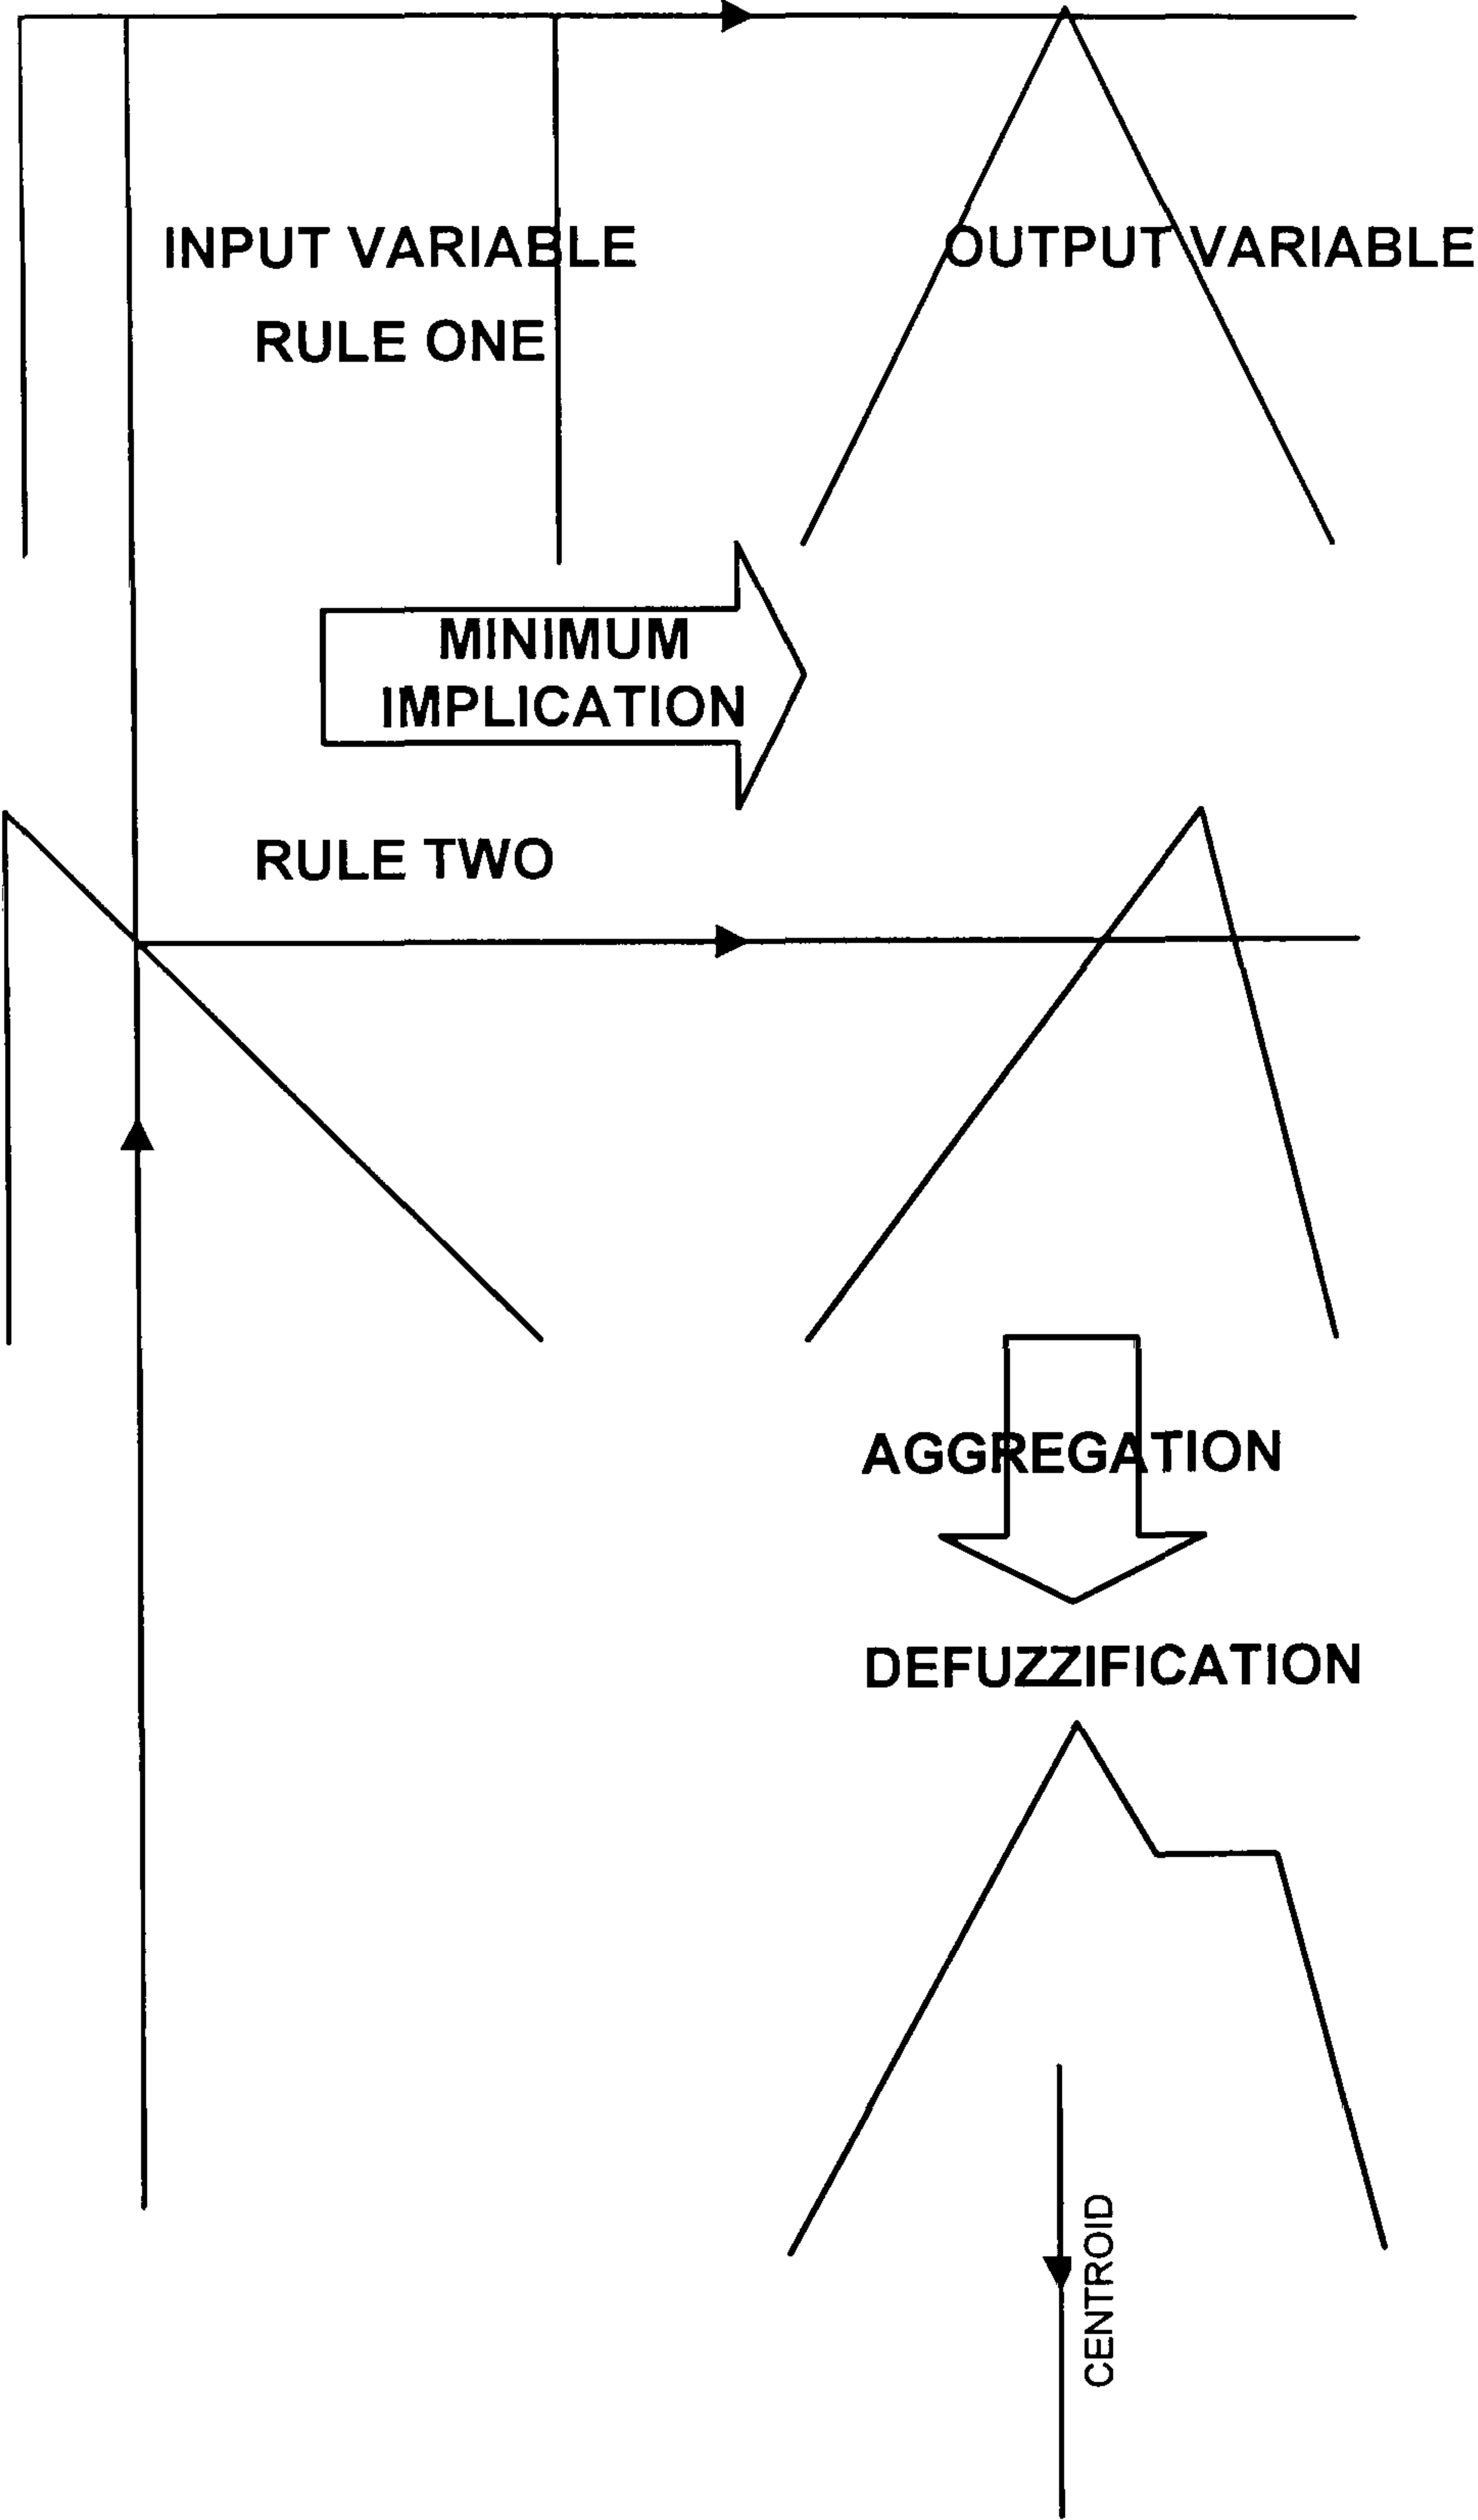 INPUT VARIABLE
OUTPUT VARIABLE
RULE ONE
MINIMUM
IMPLICATION
RULE TWO
AGGREGATION
DEFUZZIFICATION
CENTROID